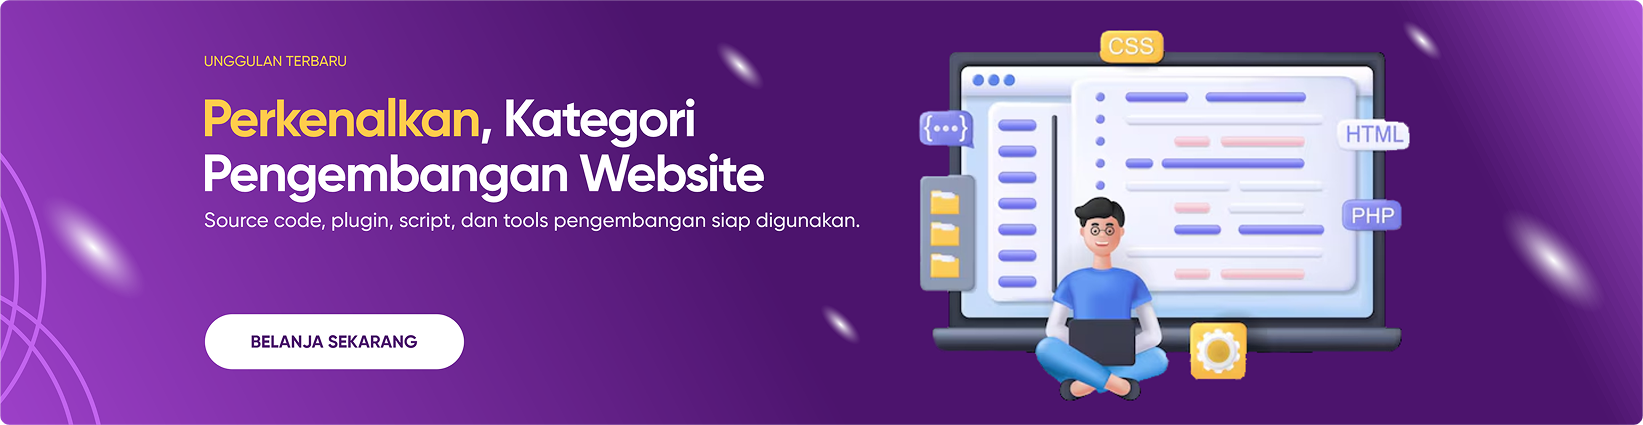 UNGGULAN TERBARU
Perkenalkan, Kategori
Pengembangan Website
Source code, plugin, script, dan tools pengembangan siap digunakan.
BELANJA SEKARANG
CSS
{•••}
HTML
PHP